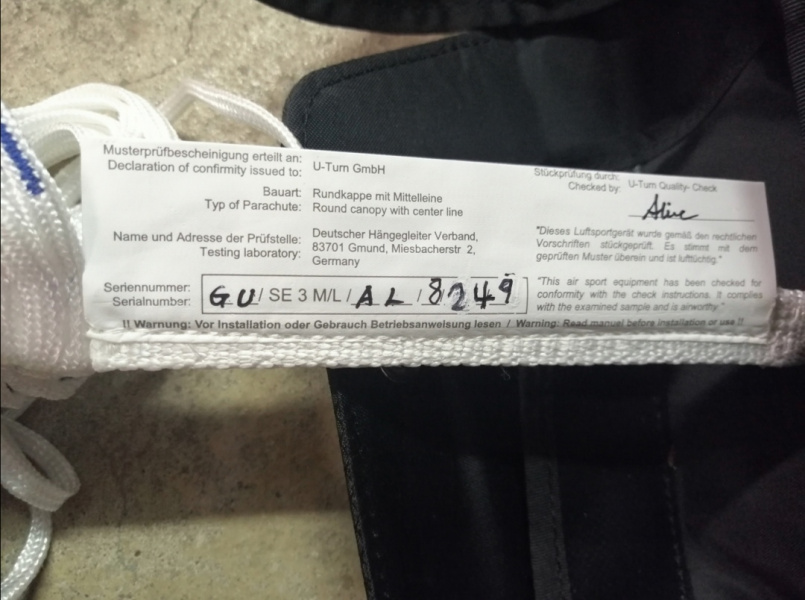 Musterprüfbescheinigung erteilt an:
Declaration of confirmity issued to: U-Turn GmbH
Bauart: Rundkappe mit Mittelleine
Typ of Parachute: Round canopy with center line
Name und Adresse der Prüfstelle: Deutscher Hängegleiter Verband,
Testing laboratory: 83701 Gmund, Miesbacherstr 2,
Germany
Seriennummer:
Serialnumber: GU / SE 3 M/L / AL / 8249
Stückprüfung durch:
Checked by: U-Turn Quality- Check
"Dieses Luftsportgerät wurde gemäß den rechtlichen
Vorschriften stückgeprüft. Es stimmt mit dem
geprüften Muster überein und ist lufttüchtig."
"This air sport equipment has been checked for
conformity with the check instructions. It complies
with the examined sample and is airworthy."
!! Warnung: Vor Installation oder Gebrauch Betriebsanweisung lesen / Warning: Read manual before installation or use !!